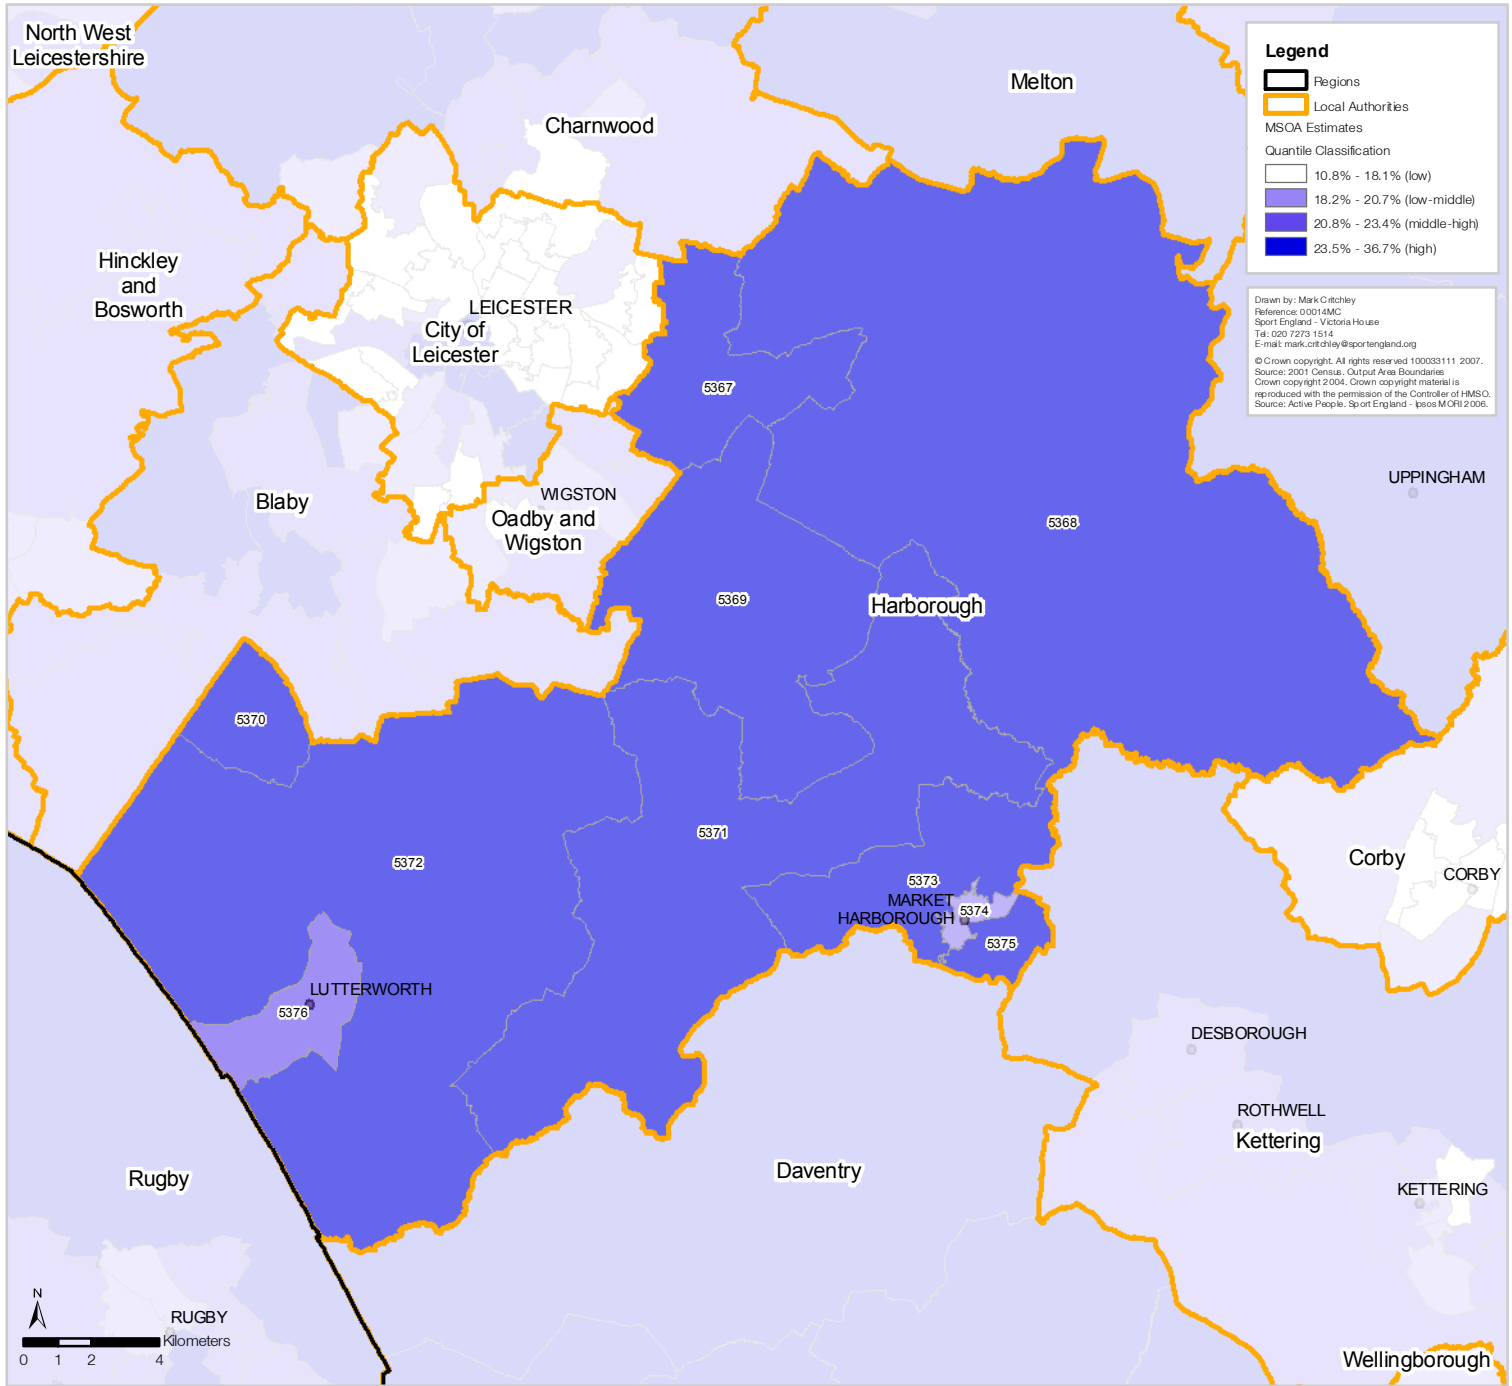 North West
Leicestershire
Melton
Charnwood
Hinckley
and
Bosworth
LEICESTER
City of
Leicester
5367
UPPINGHAM
WIGSTON
Blaby
Oadby and
Wigston
5368
5369
Harborough
5370
5371
5372
Corby
CORBY
5373
MARKET
HARBOROUGH
5374
5375
LUTTERWORTH
5376
DESBOROUGH
ROTHWELL
Kettering
Rugby
Daventry
KETTERING
RUGBY
Wellingborough
N
Kilometers
0 1 2 4
Legend
Regions
Local Authorities
MSOA Estimates
Quantile Classification
10.8% - 18.1% (low)
18.2% - 20.7% (low-middle)
20.8% - 23.4% (middle-high)
23.5% - 36.7% (high)
Drawn by: Mark Critchley
Reference: 00014MC
Sport England - Victoria House
Tel: 020 7273 1514
E-mail: mark.critchley@sportengland.org
© Crown copyright. All rights reserved 100033111 2007.
Source: 2001 Census. Output Area Boundaries
Crown copyright 2004. Crown copyright material is
reproduced with the permission of the Controller of HMSO.
Source: Active People. Sport England - Ipsos MORI 2006.